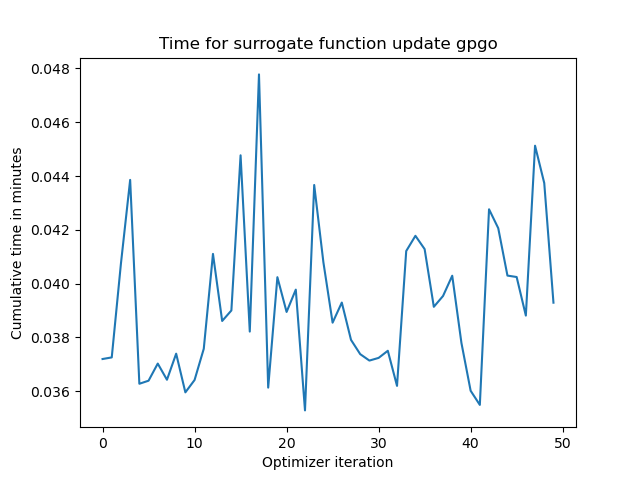 Time for surrogate function update gpgo
Cumulative time in minutes
0.048
0.046
0.044
0.042
0.040
0.038
0.036
0 10 20 30 40 50
Optimizer iteration